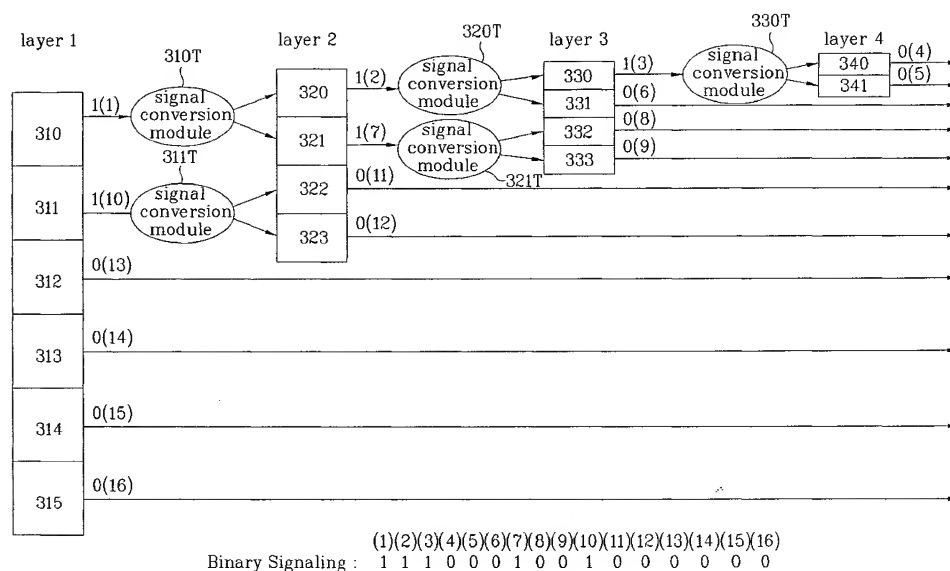 layer 1
layer 2
320T
layer 3
330T
layer 4
310T
1(1)
signal
conversion
module
310
320
1(2)
signal
conversion
module
330
1(3)
signal
conversion
module
340
0(4)
341
0(5)
331
0(6)
321
1(7)
signal
conversion
module
321T
332
0(8)
333
0(9)
311T
311
1(10)
signal
conversion
module
322
0(11)
323
0(12)
312
0(13)
313
0(14)
314
0(15)
315
0(16)
(1)(2)(3)(4)(5)(6)(7)(8)(9)(10)(11)(12)(13)(14)(15)(16)
Binary Signaling : 1 1 1 0 0 0 1 0 0 1 0 0 0 0 0 0